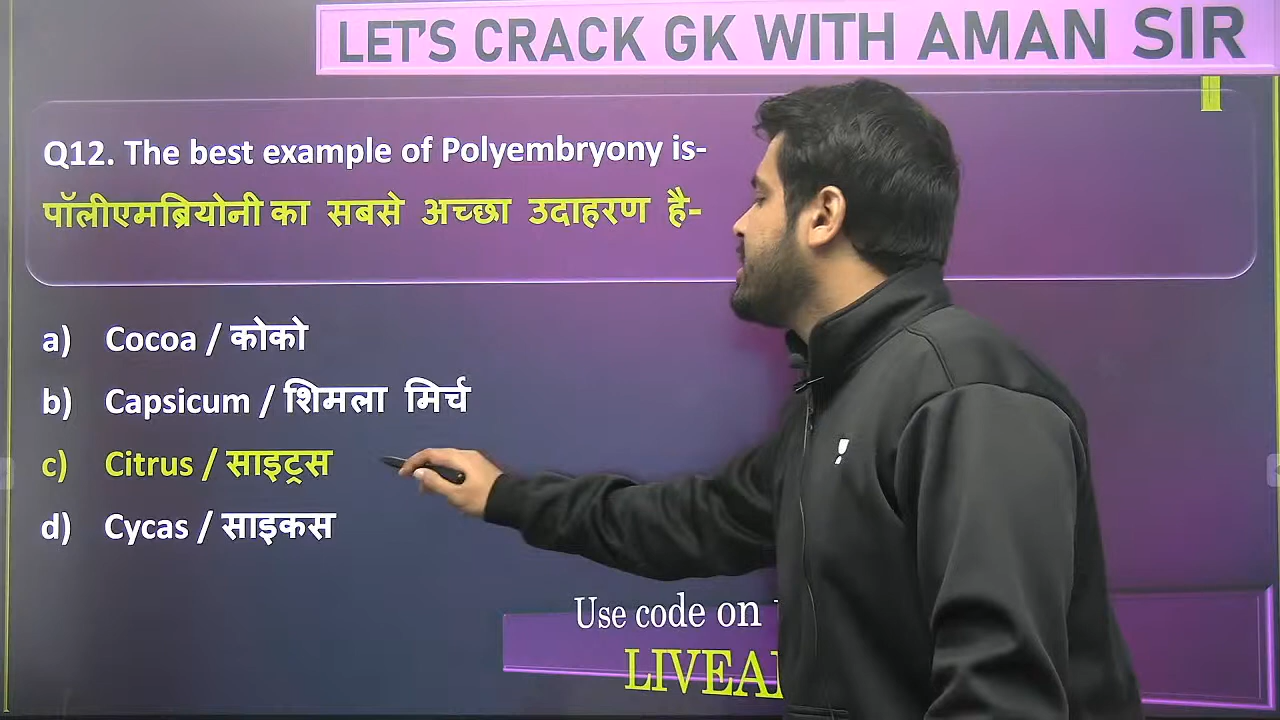 LET'S CRACK GK WITH AMAN SIR
Q12. The best example of Polyembryony is-
पॉलीएमब्रियोनी का सबसे अच्छा उदाहरण है-
a) Cocoa / कोको
b) Capsicum / शिमला मिर्च
c) Citrus / साइट्रस
d) Cycas / साइकस
Use code on